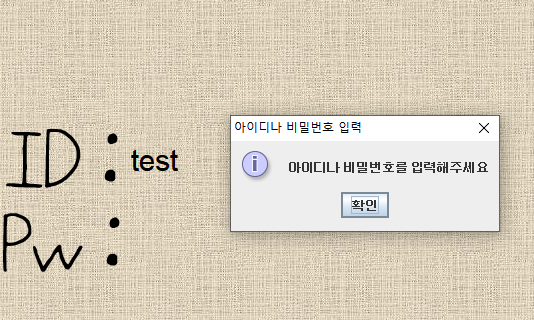 아이디나 비밀번호 입력
ID :
test
아이디나 비밀번호를 입력해주세요
확인
Pw :